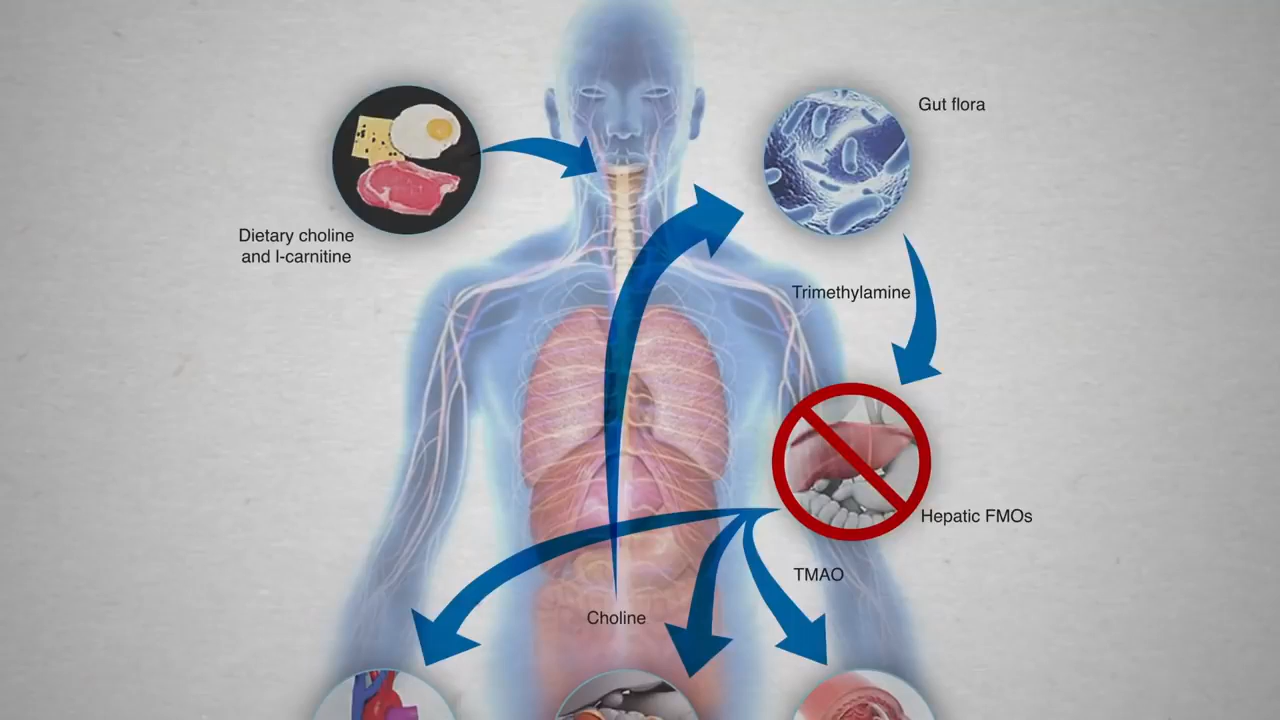 Gut flora
Dietary choline
and l-carnitine
Trimethylamine
Hepatic FMOs
TMAO
Choline